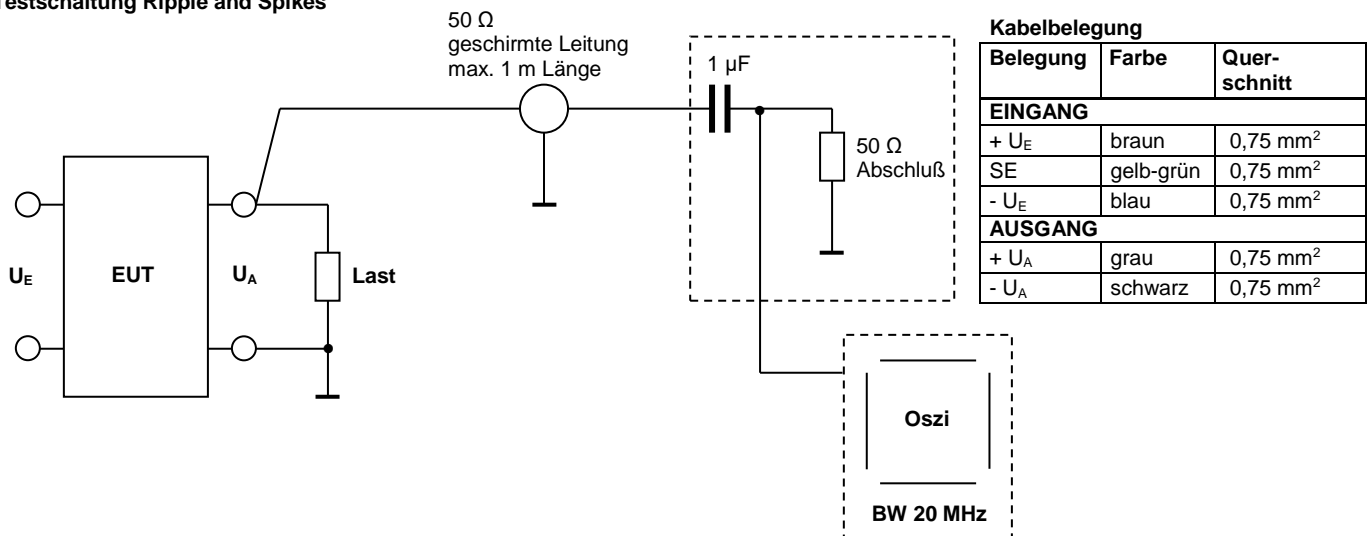 Testschaltung Ripple and Spikes
50 Ω
geschirmte Leitung
max. 1 m Länge
1 µF
50 Ω
Abschluß
U_E
EUT
U_A
Last
Oszi
BW 20 MHz
Kabelbelegung
Belegung Farbe Quer-
schnitt
EINGANG
+ U_E braun 0,75 mm²
SE gelb-grün 0,75 mm²
- U_E blau 0,75 mm²
AUSGANG
+ U_A grau 0,75 mm²
- U_A schwarz 0,75 mm²